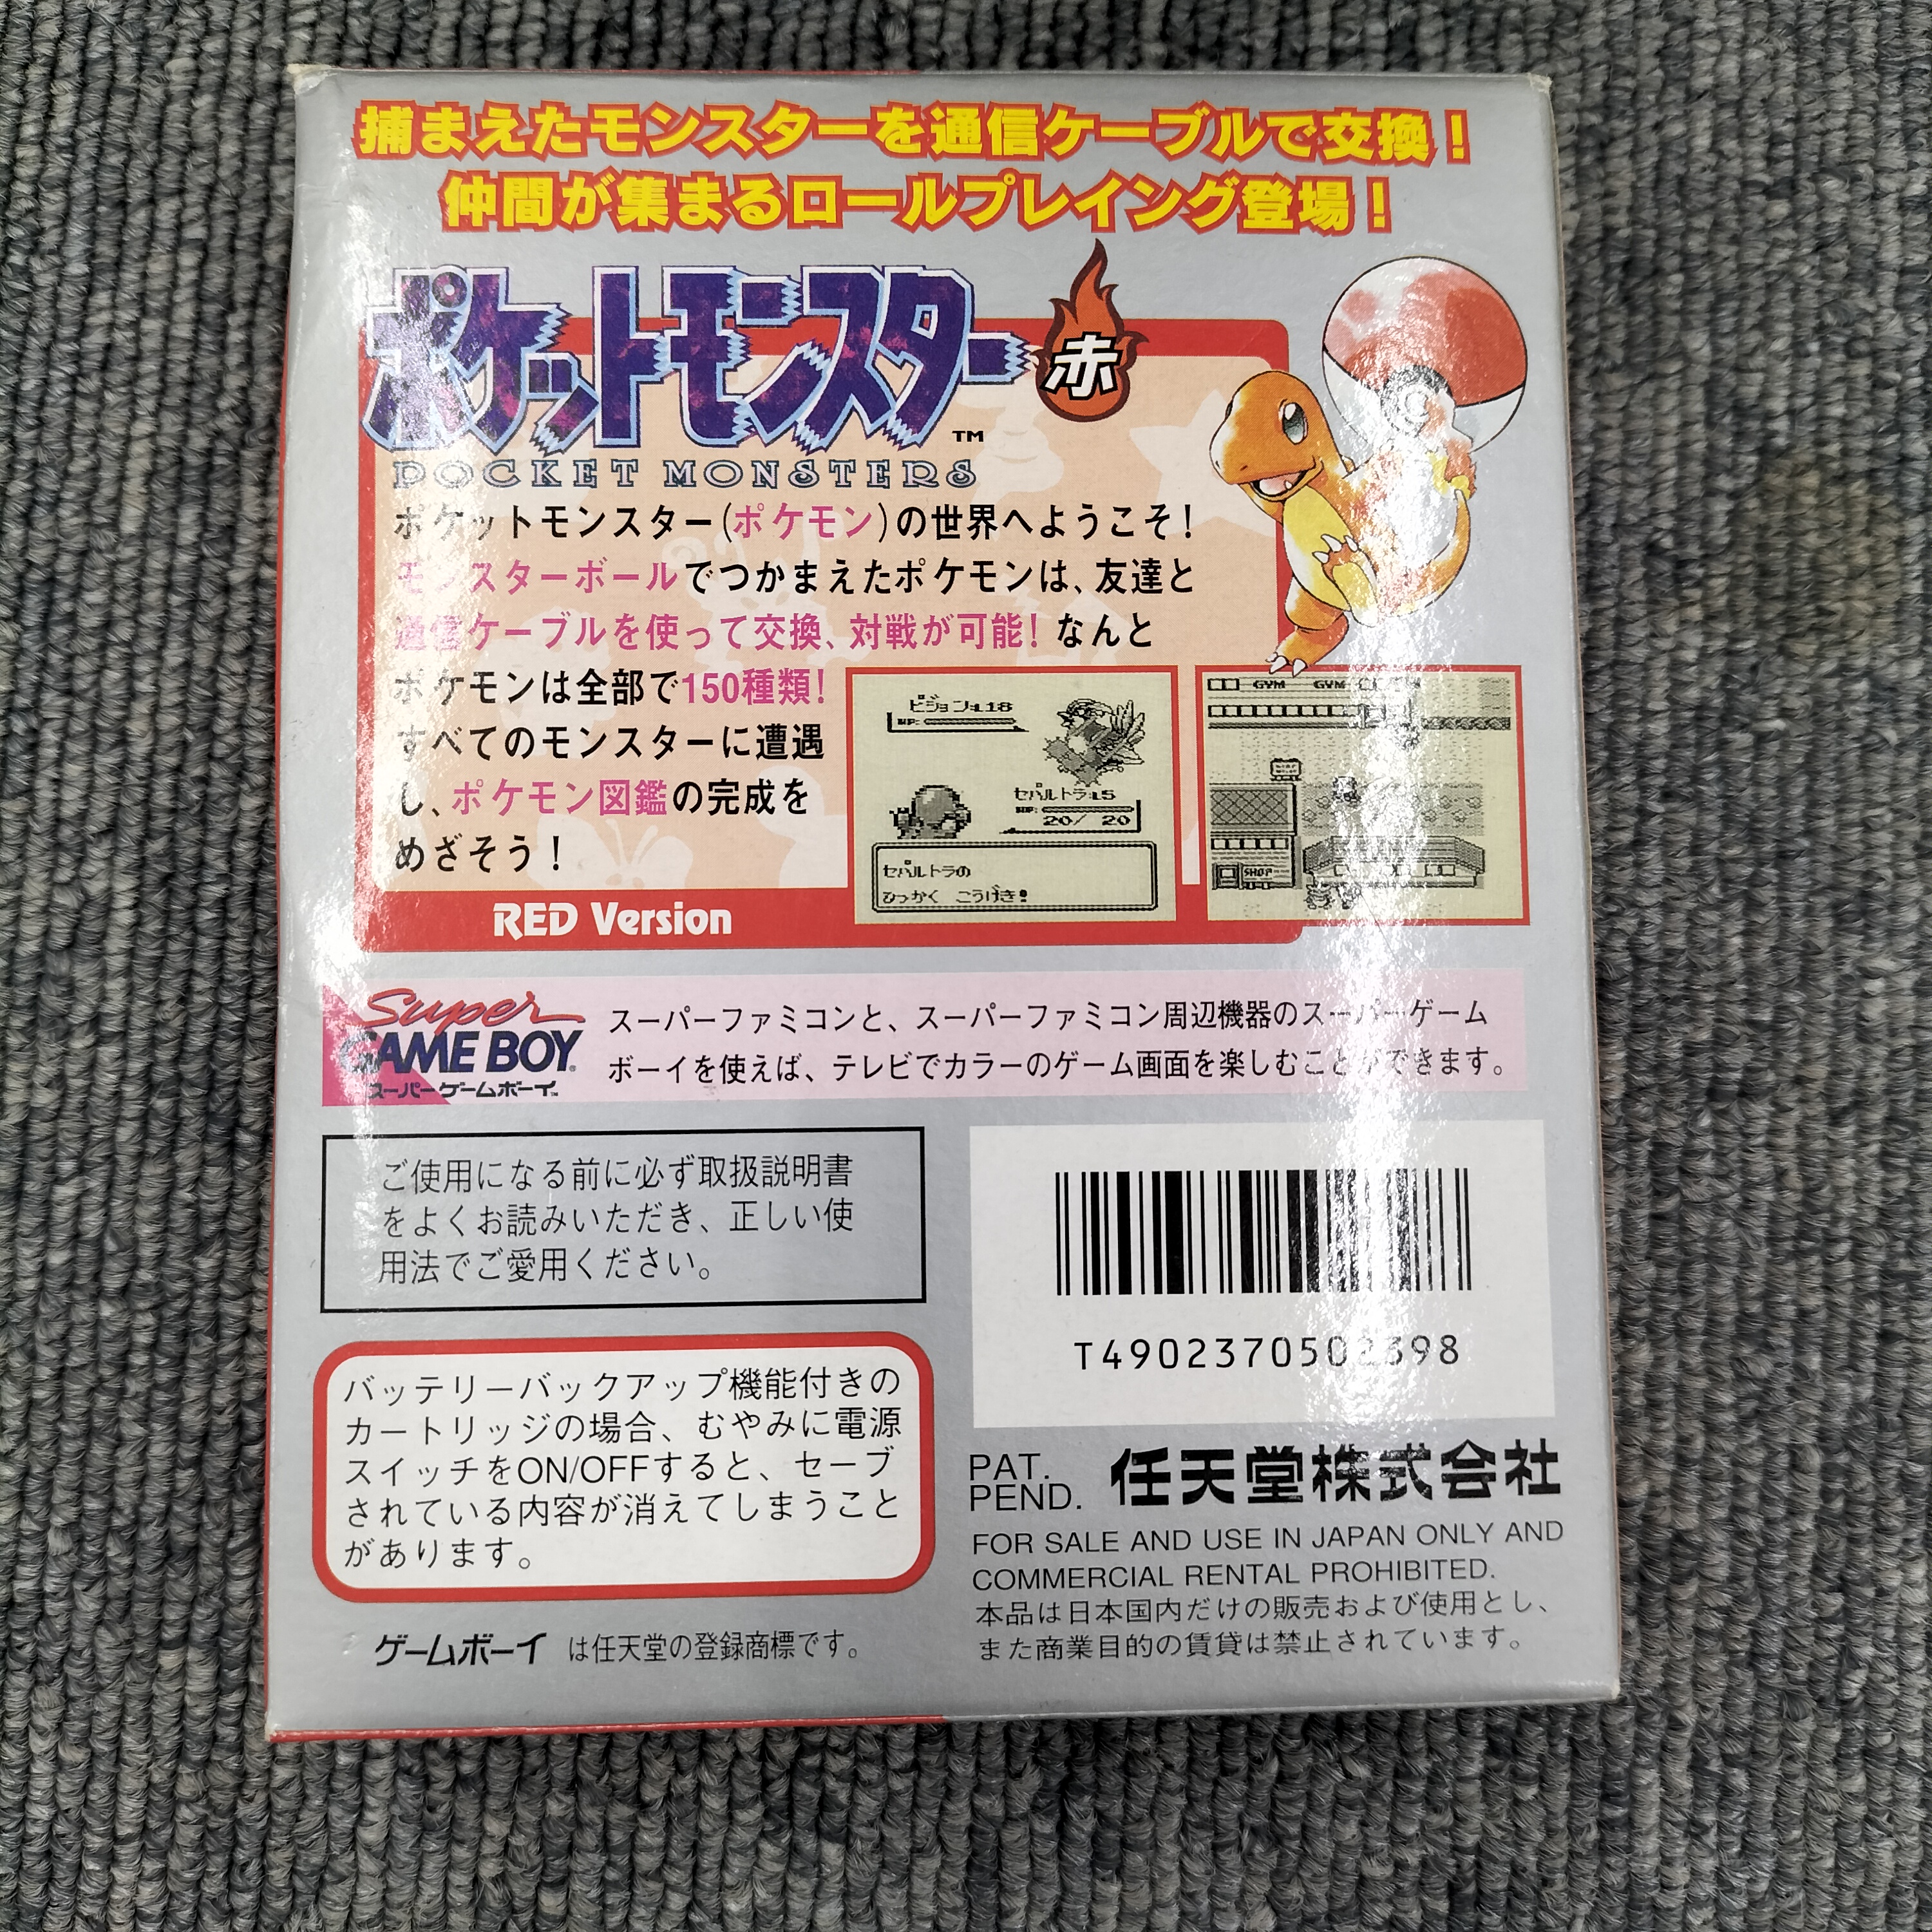 捕まえたモンスターを通信ケーブルで交換！
仲間が集まるロールプレイング登場！
ポケットモンスター 赤
TM
POCKET MONSTERS
ポケットモンスター(ポケモン)の世界へようこそ！
モンスターボールでつかまえたポケモンは、友達と
通信ケーブルを使って交換、対戦が可能！なんと
ポケモンは全部で150種類！
すべてのモンスターに遭遇
し、ポケモン図鑑の完成を
めざそう！
ピジョン:L18
HP:
セパルトラ:L5
HP:
20/ 20
セパルトラの
ひっかく こうげき!
GYM GYM
SHOP
RED Version
Super
GAME BOY
スーパーゲームボーイ
スーパーファミコンと、スーパーファミコン周辺機器のスーパーゲーム
ボーイを使えば、テレビでカラーのゲーム画面を楽しむことができます。
ご使用になる前に必ず取扱説明書
をよくお読みいただき、正しい使
用法でご愛用ください。
T4902370502398
バッテリーバックアップ機能付きの
カートリッジの場合、むやみに電源
スイッチをON/OFFすると、セーブ
されている内容が消えてしまうこと
があります。
PAT.
PEND.
任天堂株式会社
FOR SALE AND USE IN JAPAN ONLY AND
COMMERCIAL RENTAL PROHIBITED.
本品は日本国内だけの販売および使用とし、
また商業目的の賃貸は禁止されています。
ゲームボーイ は任天堂の登録商標です。